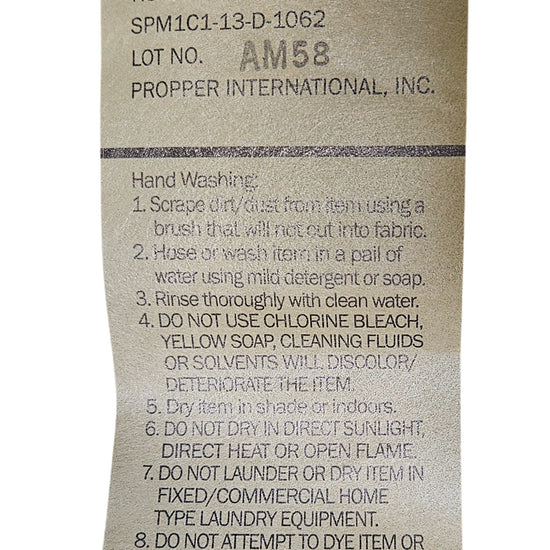 SPM1C1-13-D-1062
LOT NO. AM58
PROPPER INTERNATIONAL, INC.
Hand Washing:
1. Scrape dirt/dust from item using a
brush that will not cut into fabric.
2. Hose or wash item in a pail of
water using mild detergent or soap.
3. Rinse thoroughly with clean water.
4. DO NOT USE CHLORINE BLEACH,
YELLOW SOAP, CLEANING FLUIDS
OR SOLVENTS WILL DISCOLOR/
DETERIORATE THE ITEM.
5. Dry item in shade or indoors.
6. DO NOT DRY IN DIRECT SUNLIGHT,
DIRECT HEAT OR OPEN FLAME.
7. DO NOT LAUNDER OR DRY ITEM IN
FIXED/COMMERCIAL HOME
TYPE LAUNDRY EQUIPMENT.
8. DO NOT ATTEMPT TO DYE ITEM OR